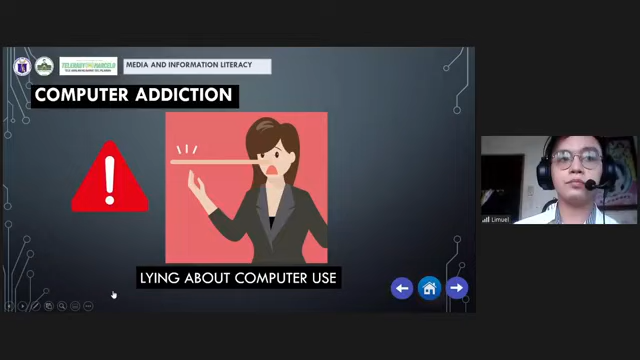 MEDIA AND INFORMATION LITERACY
COMPUTER ADDICTION
LYING ABOUT COMPUTER USE
Limuel